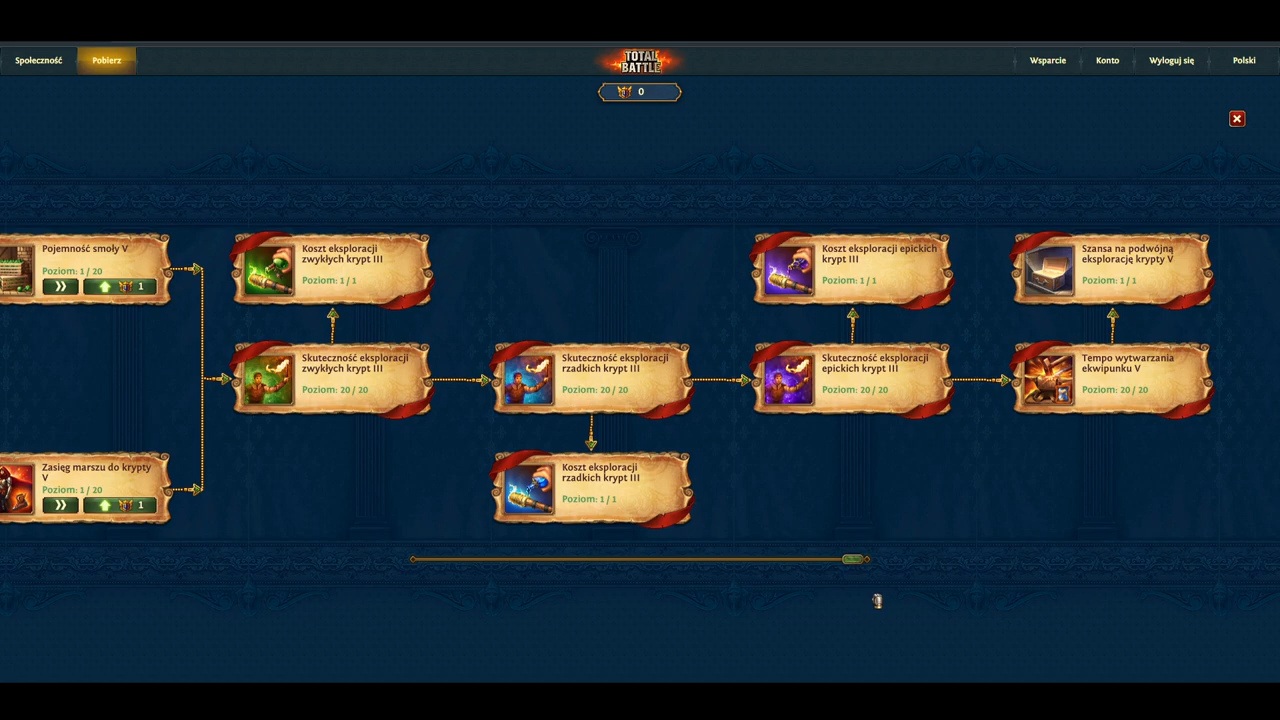 Społeczność
Pobierz
TOTAL
BATTLE
Wsparcie
Konto
Wyloguj się
Polski
0
Pojemność smoły V
Poziom: 1 / 20
1
Koszt eksploracji
zwykłych krypt III
Poziom: 1 / 1
Koszt eksploracji epickich
krypt III
Poziom: 1 / 1
Szansa na podwójną
eksplorację krypty V
Poziom: 1 / 1
Skuteczność eksploracji
zwykłych krypt III
Poziom: 20 / 20
Skuteczność eksploracji
rzadkich krypt III
Poziom: 20 / 20
Skuteczność eksploracji
epickich krypt III
Poziom: 20 / 20
Tempo wytwarzania
ekwipunku V
Poziom: 20 / 20
Zasięg marszu do krypty
V
Poziom: 1 / 20
1
Koszt eksploracji
rzadkich krypt III
Poziom: 1 / 1